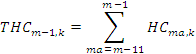 THC_{m-1,k} = \sum_{ma=m-11}^{m-1} HC_{ma,k}